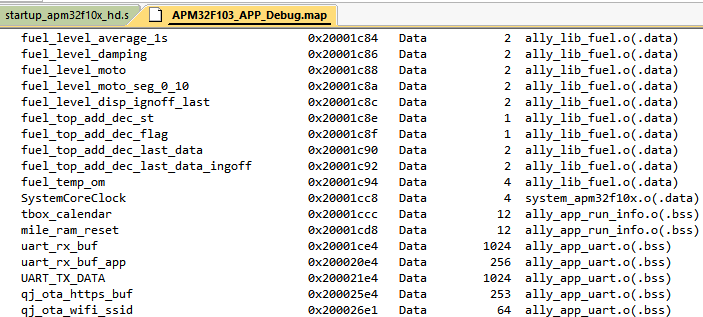 startup_apm32f10x_hd.s APM32F103_APP_Debug.map
fuel_level_average_1s 0x20001c84 Data 2 ally_lib_fuel.o(.data)
fuel_level_damping 0x20001c86 Data 2 ally_lib_fuel.o(.data)
fuel_level_moto 0x20001c88 Data 2 ally_lib_fuel.o(.data)
fuel_level_moto_seg_0_10 0x20001c8a Data 2 ally_lib_fuel.o(.data)
fuel_level_disp_ignoff_last 0x20001c8c Data 2 ally_lib_fuel.o(.data)
fuel_top_add_dec_st 0x20001c8e Data 1 ally_lib_fuel.o(.data)
fuel_top_add_dec_flag 0x20001c8f Data 1 ally_lib_fuel.o(.data)
fuel_top_add_dec_last_data 0x20001c90 Data 2 ally_lib_fuel.o(.data)
fuel_top_add_dec_last_data_ingoff 0x20001c92 Data 2 ally_lib_fuel.o(.data)
fuel_temp_om 0x20001c94 Data 4 ally_lib_fuel.o(.data)
SystemCoreClock 0x20001cc8 Data 4 system_apm32f10x.o(.data)
tbox_calendar 0x20001ccc Data 12 ally_app_run_info.o(.bss)
mile_ram_reset 0x20001cd8 Data 12 ally_app_run_info.o(.bss)
uart_rx_buf 0x20001ce4 Data 1024 ally_app_uart.o(.bss)
uart_rx_buf_app 0x200020e4 Data 256 ally_app_uart.o(.bss)
UART_TX_DATA 0x200021e4 Data 1024 ally_app_uart.o(.bss)
qj_ota_https_buf 0x200025e4 Data 253 ally_app_uart.o(.bss)
qj_ota_wifi_ssid 0x200026e1 Data 64 ally_app_uart.o(.bss)